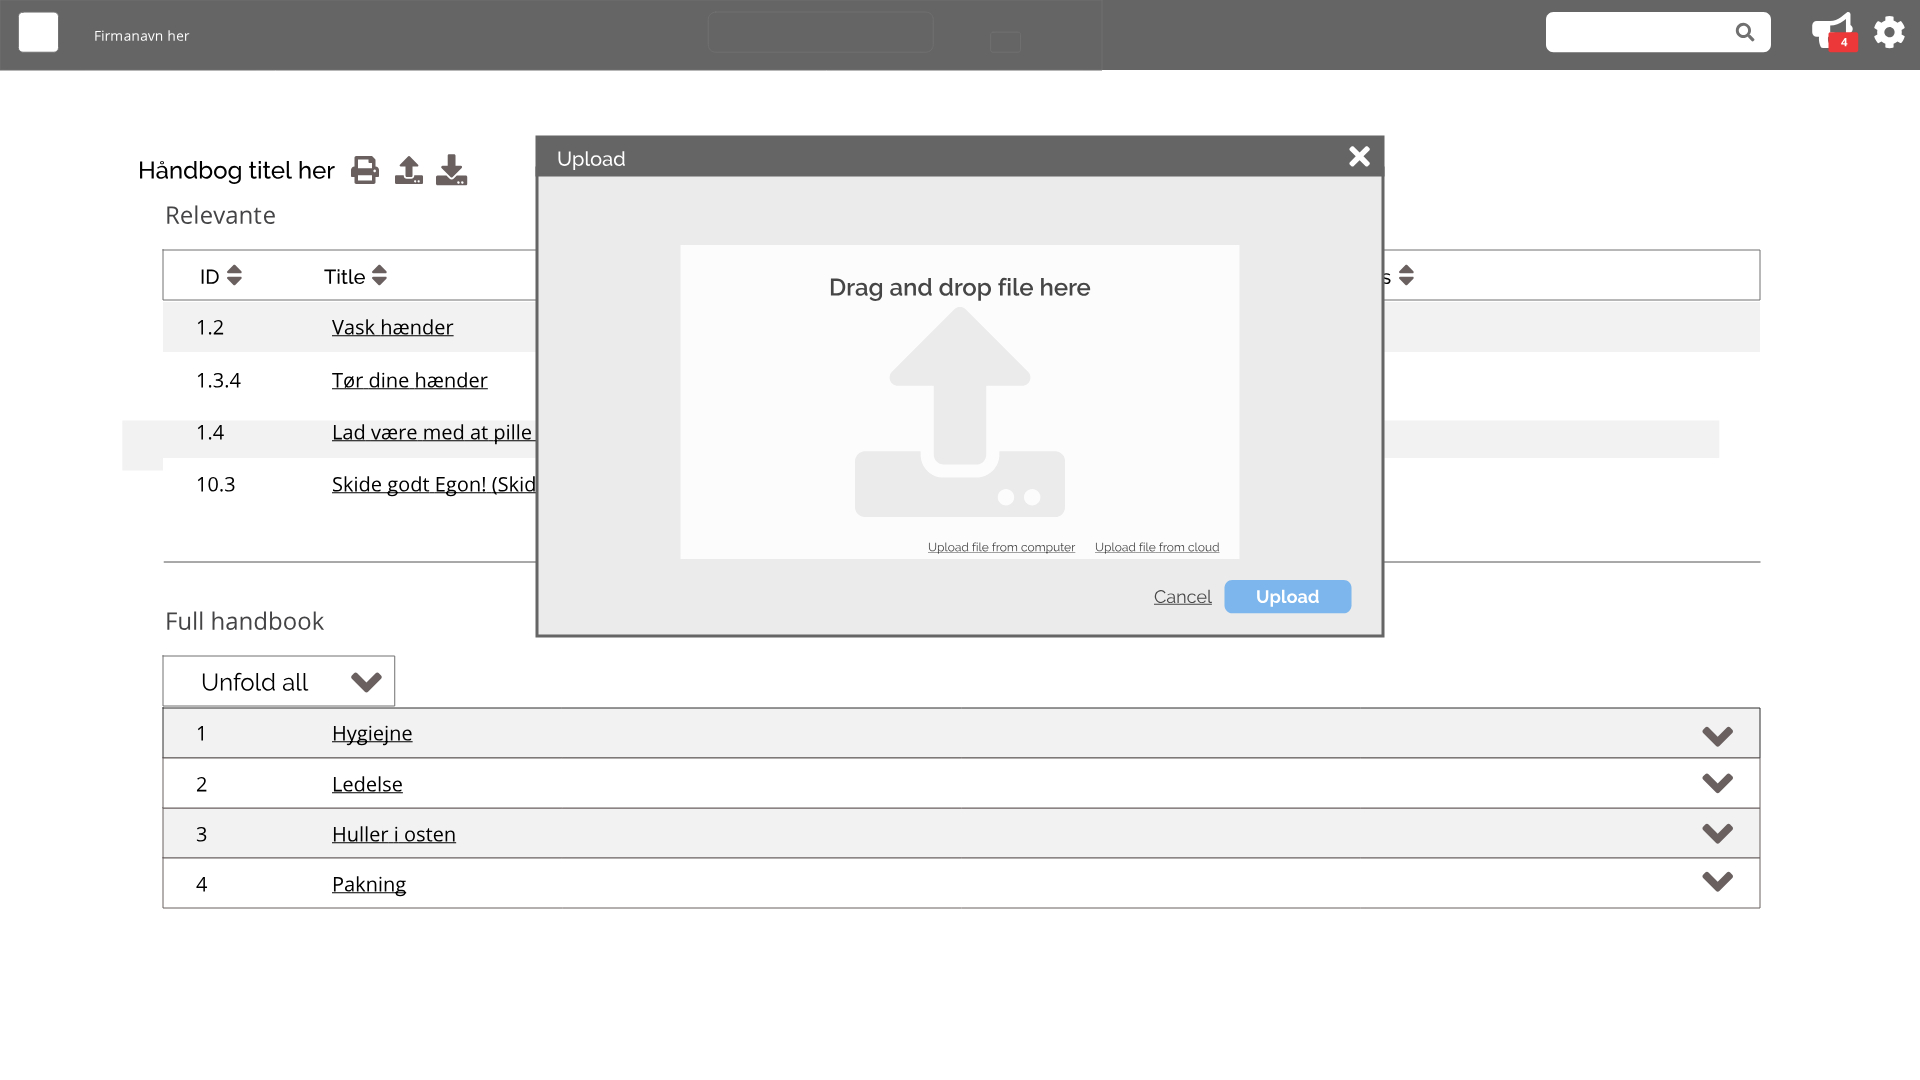 Firmanavn her
4
Håndbog titel her
Upload
Relevante
ID
Title
s
Drag and drop file here
1.2
Vask hænder
1.3.4
Tør dine hænder
1.4
Lad være med at pille
10.3
Skide godt Egon! (Skid
Upload file from computer
Upload file from cloud
Cancel
Upload
Full handbook
Unfold all
1
Hygiejne
2
Ledelse
3
Huller i osten
4
Pakning